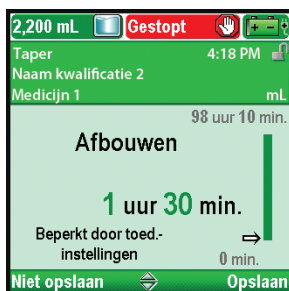 2,200 mL Gestopt
Taper 4:18 PM
Naam kwalificatie 2
Medicijn 1 mL
98 uur 10 min.
Afbouwen
1 uur 30 min.
Beperkt door toed.-
instellingen 0 min.
Niet opslaan Opslaan